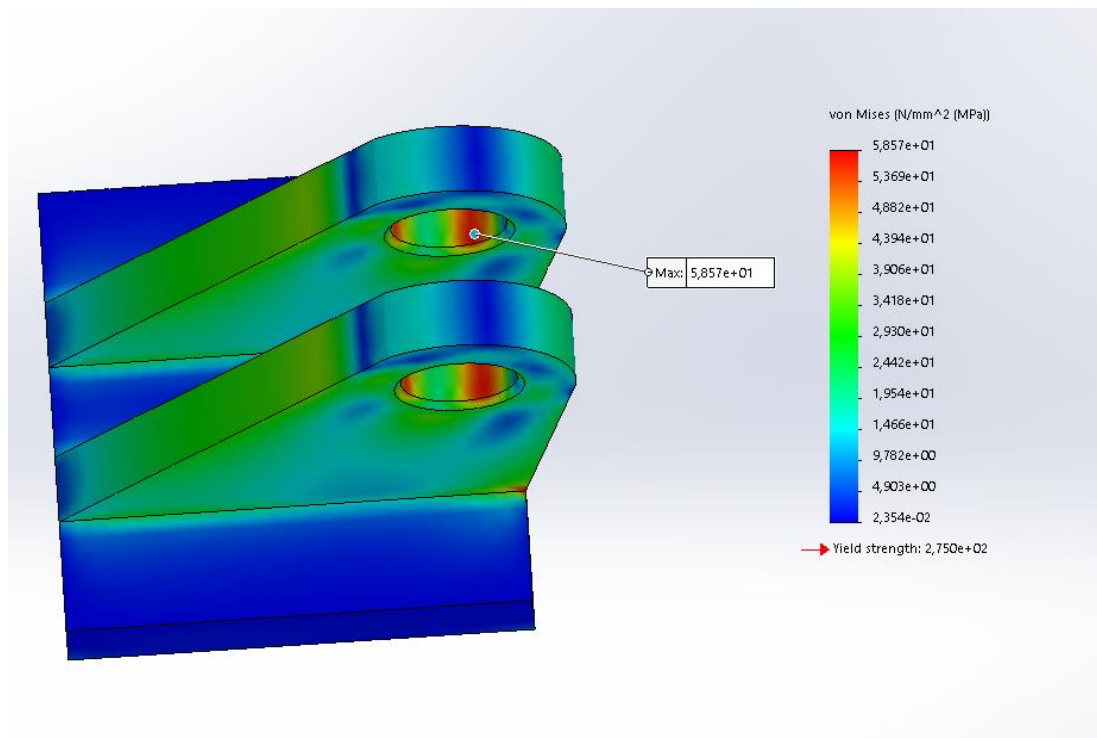 von Mises (N/mm^2 (MPa))
5,857e+01
5,369e+01
4,882e+01
4,394e+01
3,906e+01
3,418e+01
2,930e+01
2,442e+01
1,954e+01
1,466e+01
9,782e+00
4,903e+00
2,354e-02
Yield strength: 2,750e+02
Max: 5,857e+01